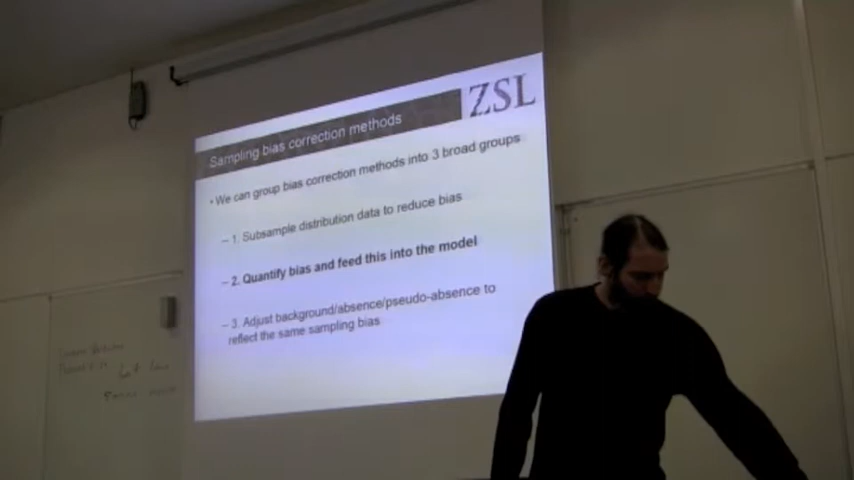 ZSL
Sampling bias correction methods
• We can group bias correction methods into 3 broad groups
– 1. Subsample distribution data to reduce bias
– 2. Quantify bias and feed this into the model
– 3. Adjust background/absence/pseudo-absence to
reflect the same sampling bias